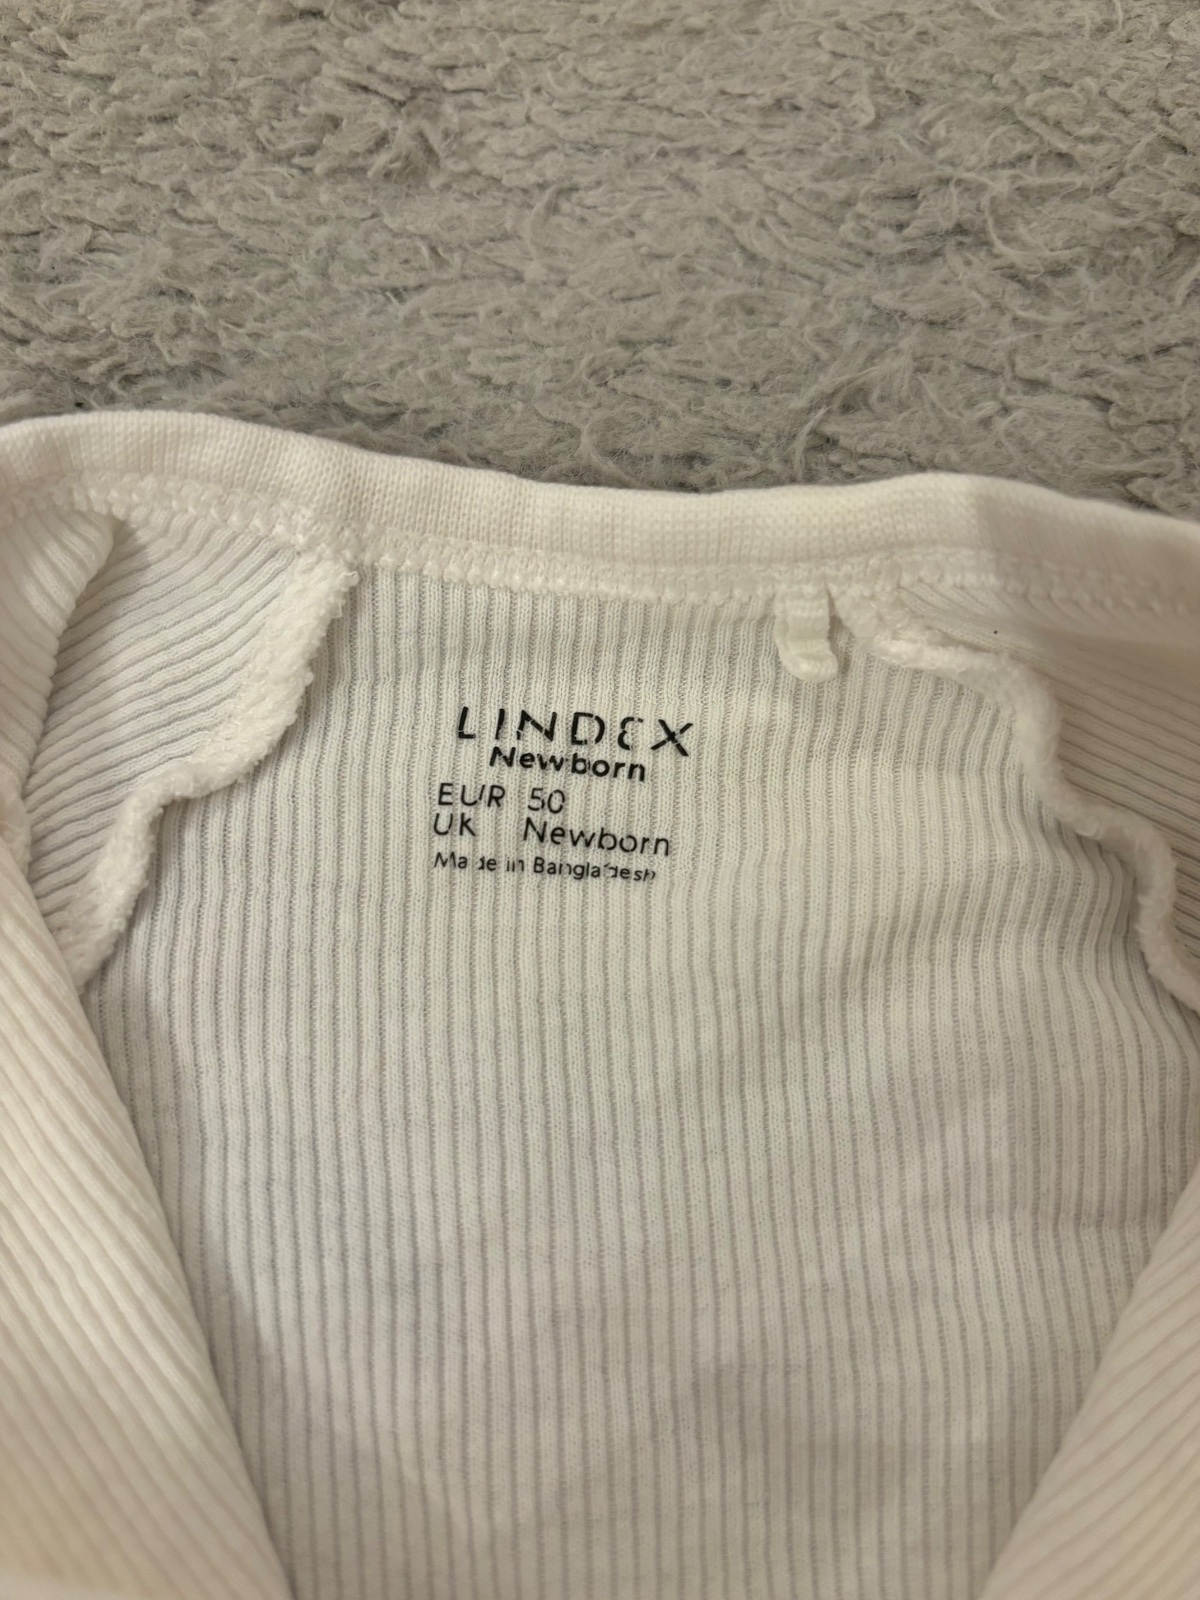 LINDEX
Newborn
EUR 50
UK Newborn
Made in Bangladesh